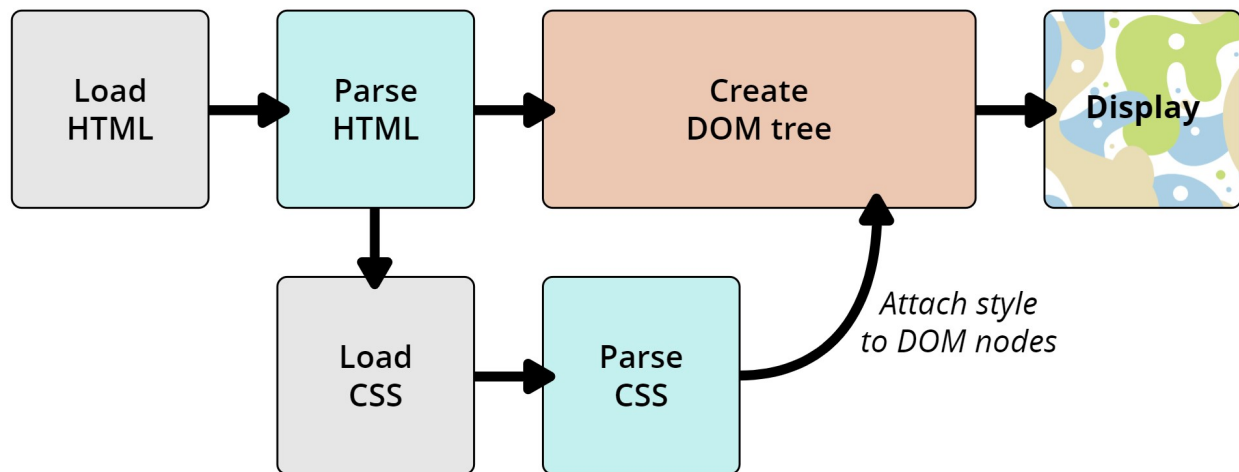 Load
HTML
Parse
HTML
Create
DOM tree
Display
Load
CSS
Parse
CSS
Attach style
to DOM nodes